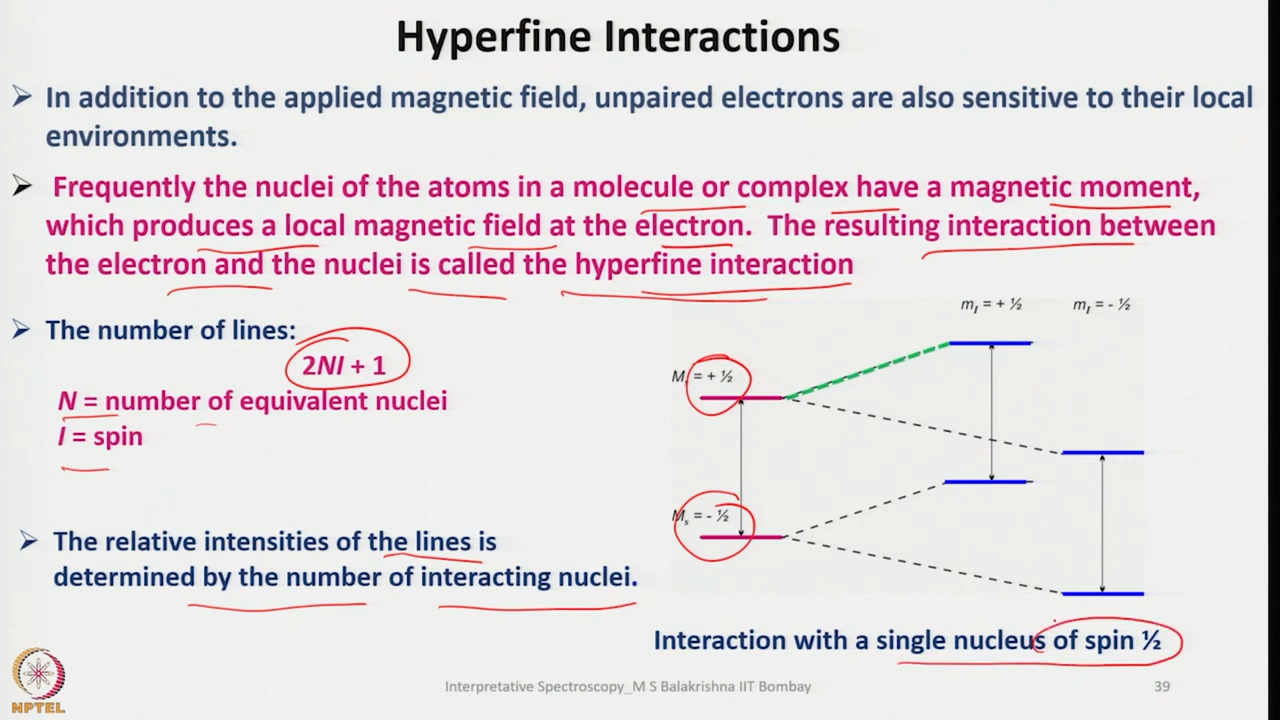 Hyperfine Interactions
➢ In addition to the applied magnetic field, unpaired electrons are also sensitive to their local
environments.
➢ Frequently the nuclei of the atoms in a molecule or complex have a magnetic moment,
which produces a local magnetic field at the electron. The resulting interaction between
the electron and the nuclei is called the hyperfine interaction
➢ The number of lines:
2NI + 1
N = number of equivalent nuclei
I = spin
➢ The relative intensities of the lines is
determined by the number of interacting nuclei.
mI = + ½ mI = - ½
Ms = + ½
Ms = - ½
Interaction with a single nucleus of spin ½
Interpretative Spectroscopy_M S Balakrishna IIT Bombay
39
NPTEL